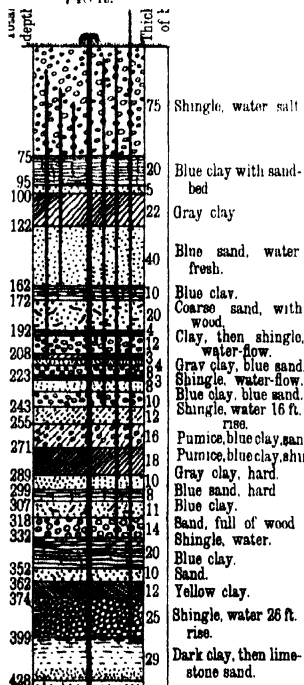 Total
depth
Thick
of
75 Shingle, water salt
75
20 Blue clay with sand-
bed
95
5
100
22 Gray clay
122
40 Blue sand, water
fresh.
162
10 Blue clay.
172
20 Coarse sand, with
wood.
192
4
12 Clay, then shingle,
water-flow.
208
3
4 Gray clay, blue sand.
8 Shingle, water-flow.
223
83 Blue clay, blue sand.
10 Shingle, water 16 ft.
rise.
243
12
255
16 Pumice, blue clay, san
271
18 Pumice, blue clay, shi
289
10 Gray clay, hard.
299
8 Blue sand, hard
307
11 Blue clay.
318
14 Sand, full of wood
332
Shingle, water.
20 Blue clay.
352
10 Sand.
362
12 Yellow clay.
374
25 Shingle, water 26 ft.
rise.
399
29 Dark clay, then lime-
stone sand.
428